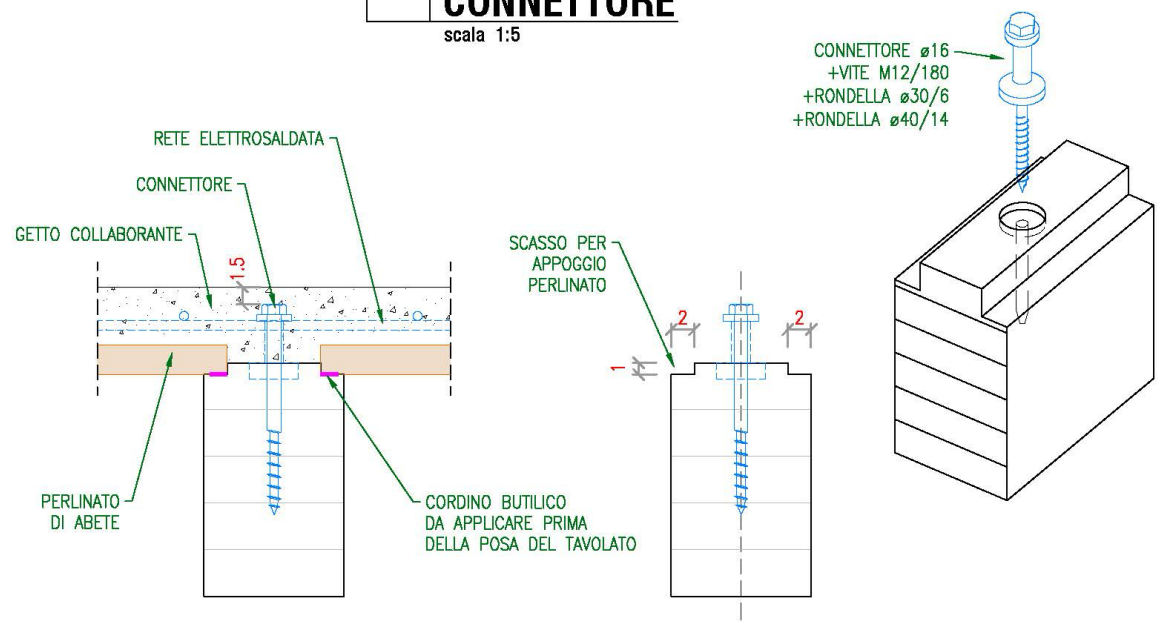 CONNETTORE
scala 1:5
CONNETTORE ø16
+VITE M12/180
+RONDELLA ø30/6
+RONDELLA ø40/14
RETE ELETTROSALDATA
CONNETTORE
GETTO COLLABORANTE
1.5
SCASSO PER
APPOGGIO
PERLINATO
2
2
1
PERLINATO
DI ABETE
CORDINO BUTILICO
DA APPLICARE PRIMA
DELLA POSA DEL TAVOLATO